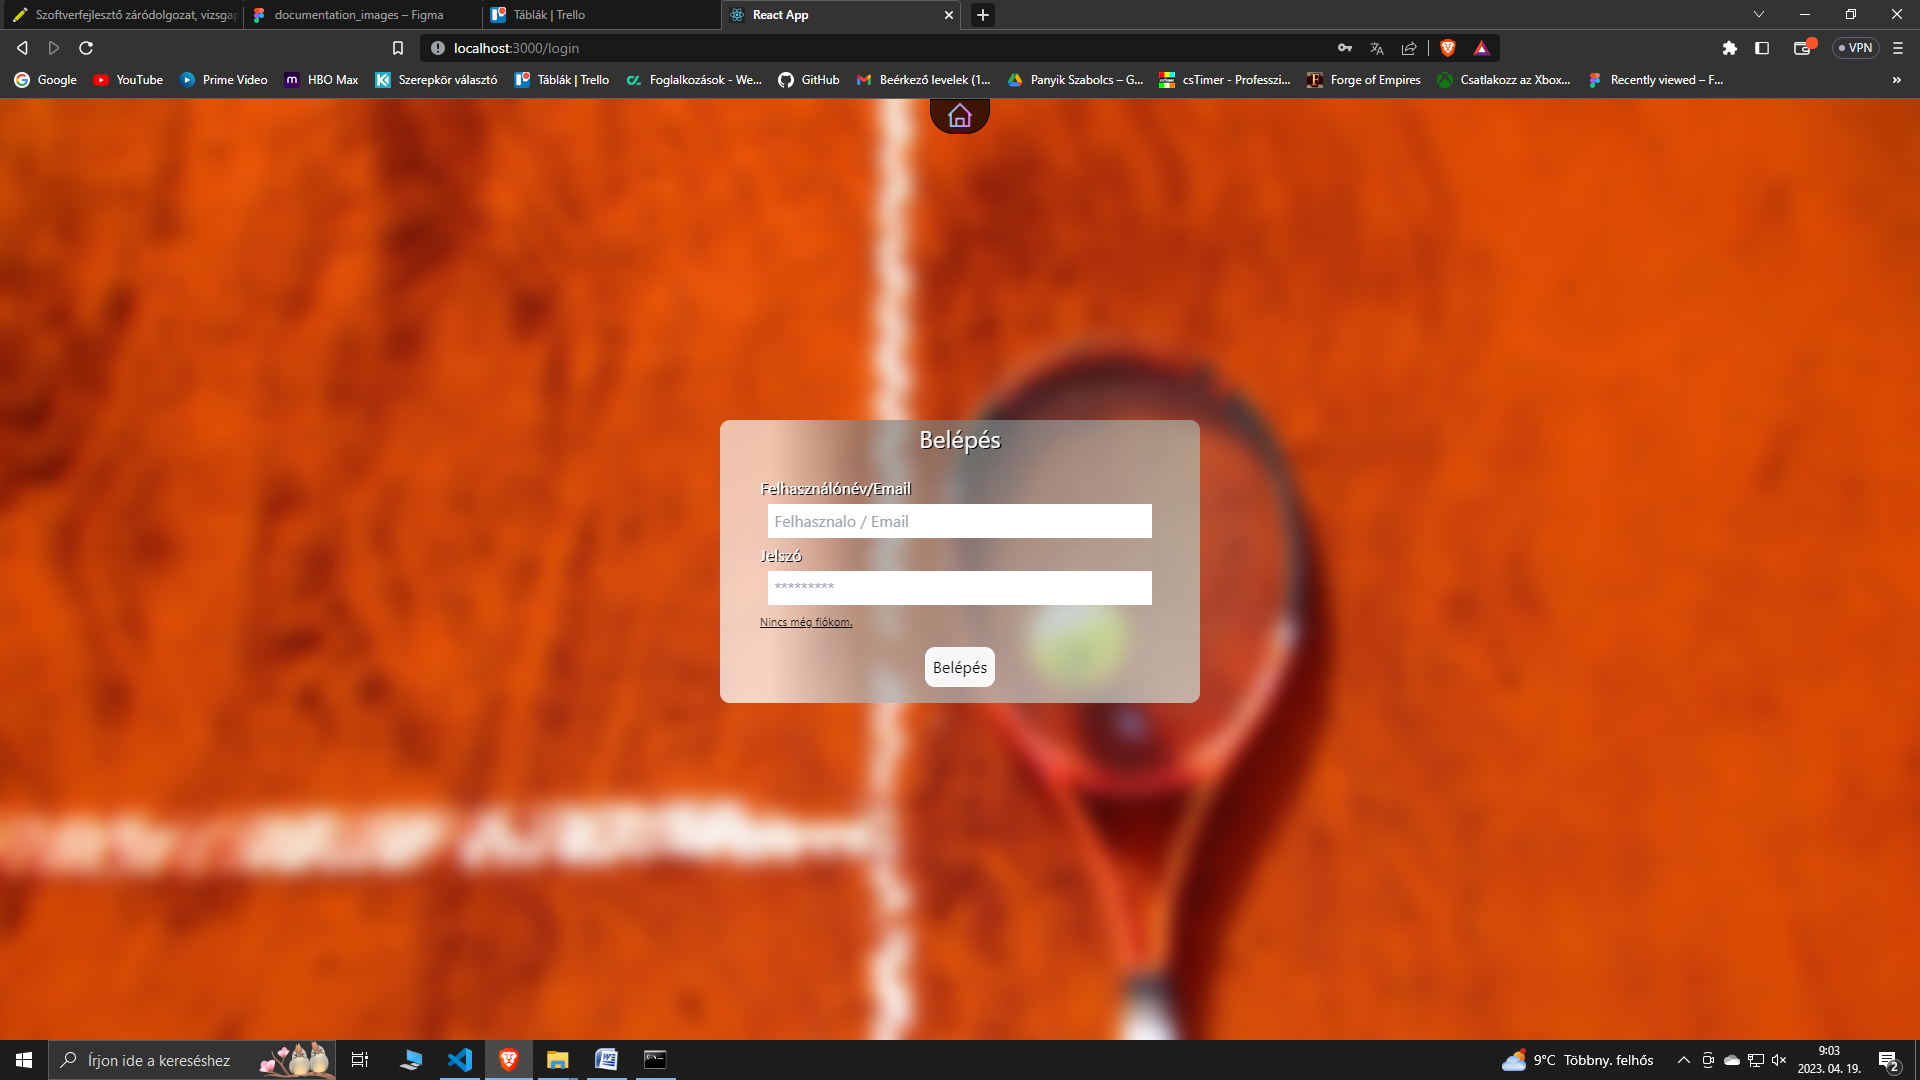 Szoftverfejlesztő záródolgozat, vizsgap
documentation_images – Figma
Táblák | Trello
React App
localhost:3000/login
VPN
Google
YouTube
Prime Video
HBO Max
Szerepkör választó
Táblák | Trello
Foglalkozások - We...
GitHub
Beérkező levelek (1...
Panyik Szabolcs – G...
csTimer - Professzi...
Forge of Empires
Csatlakozz az Xbox...
Recently viewed – F...
Belépés
Felhasználónév/Email
Felhasznalo / Email
Jelszó
*********
Nincs még fiókom.
Belépés
Írjon ide a kereséshez
9°C Többny. felhős
9:03
2023. 04. 19.
2